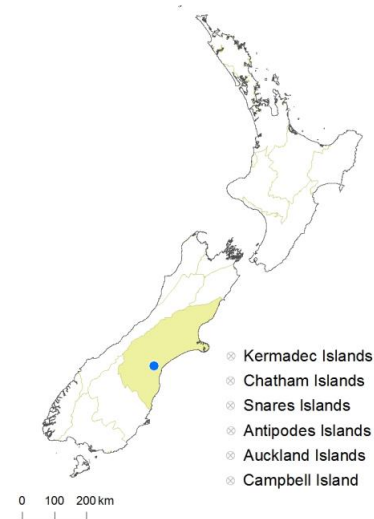 Kermadec Islands
Chatham Islands
Snares Islands
Antipodes Islands
Auckland Islands
Campbell Island
0 100 200 km